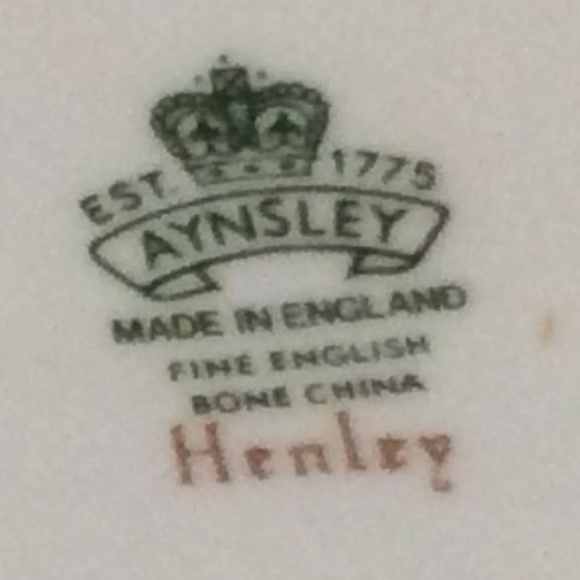 EST. 1775
AYNSLEY
MADE IN ENGLAND
FINE ENGLISH
BONE CHINA
Henley